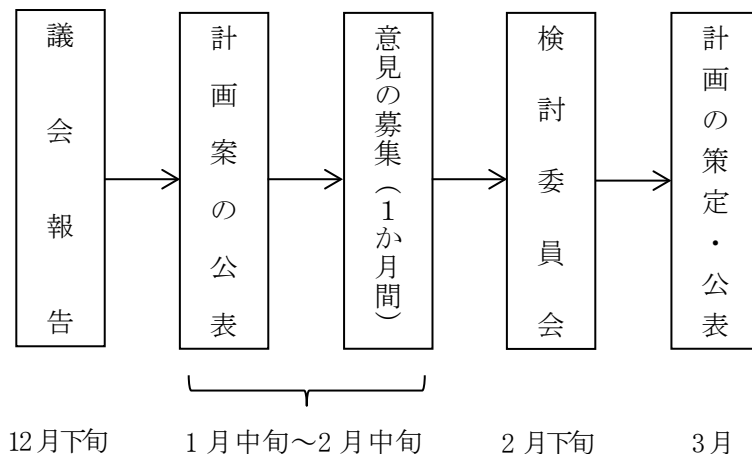 議会報告
計画案の公表
意見の募集（１か月間）
検討委員会
計画の策定・公表
12月下旬
1月中旬～2月中旬
2月下旬
3月